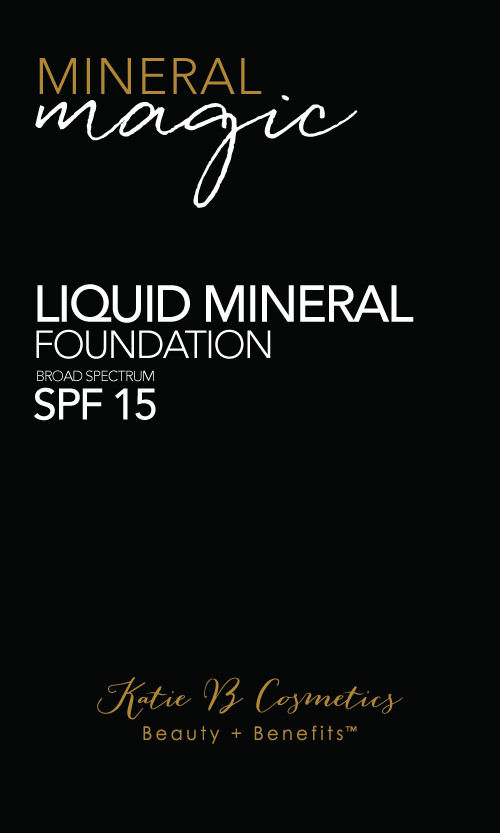 MINERAL
magic
LIQUID MINERAL
FOUNDATION
BROAD SPECTRUM
SPF 15
Katie B Cosmetics
Beauty + Benefits™